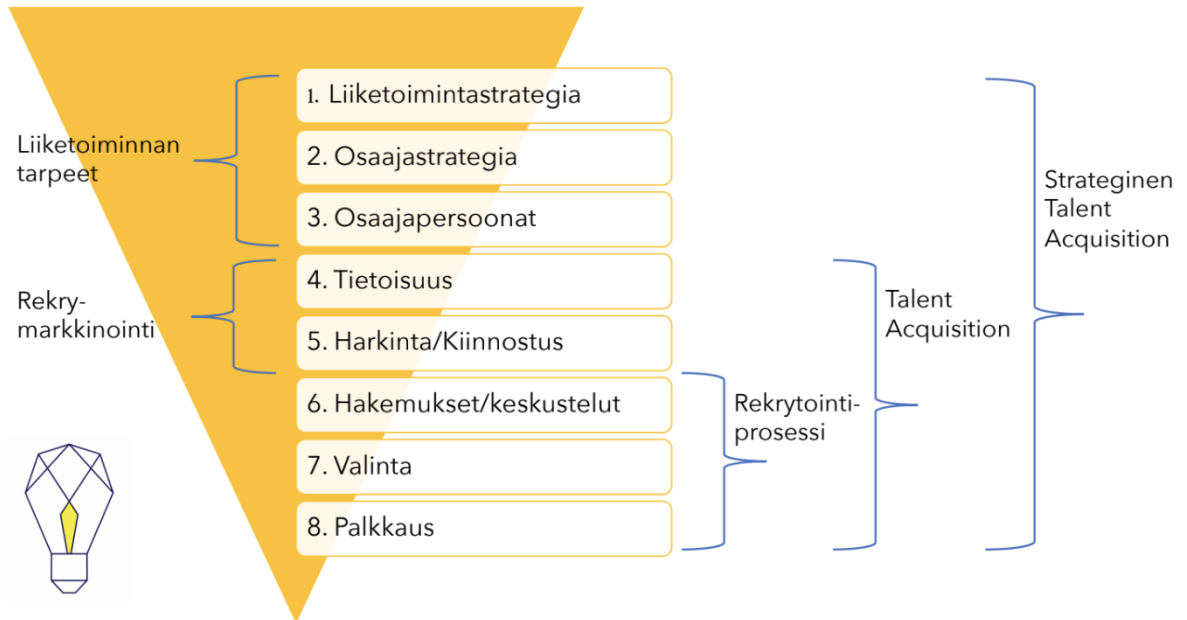 1. Liiketoimintastrategia
Liiketoiminnan
tarpeet
2. Osaajastrategia
3. Osaajapersoonat
Strateginen
Talent
Acquisition
4. Tietoisuus
Rekry-
markkinointi
5. Harkinta/Kiinnostus
Talent
Acquisition
6. Hakemukset/keskustelut
Rekrytointi-
prosessi
7. Valinta
8. Palkkaus